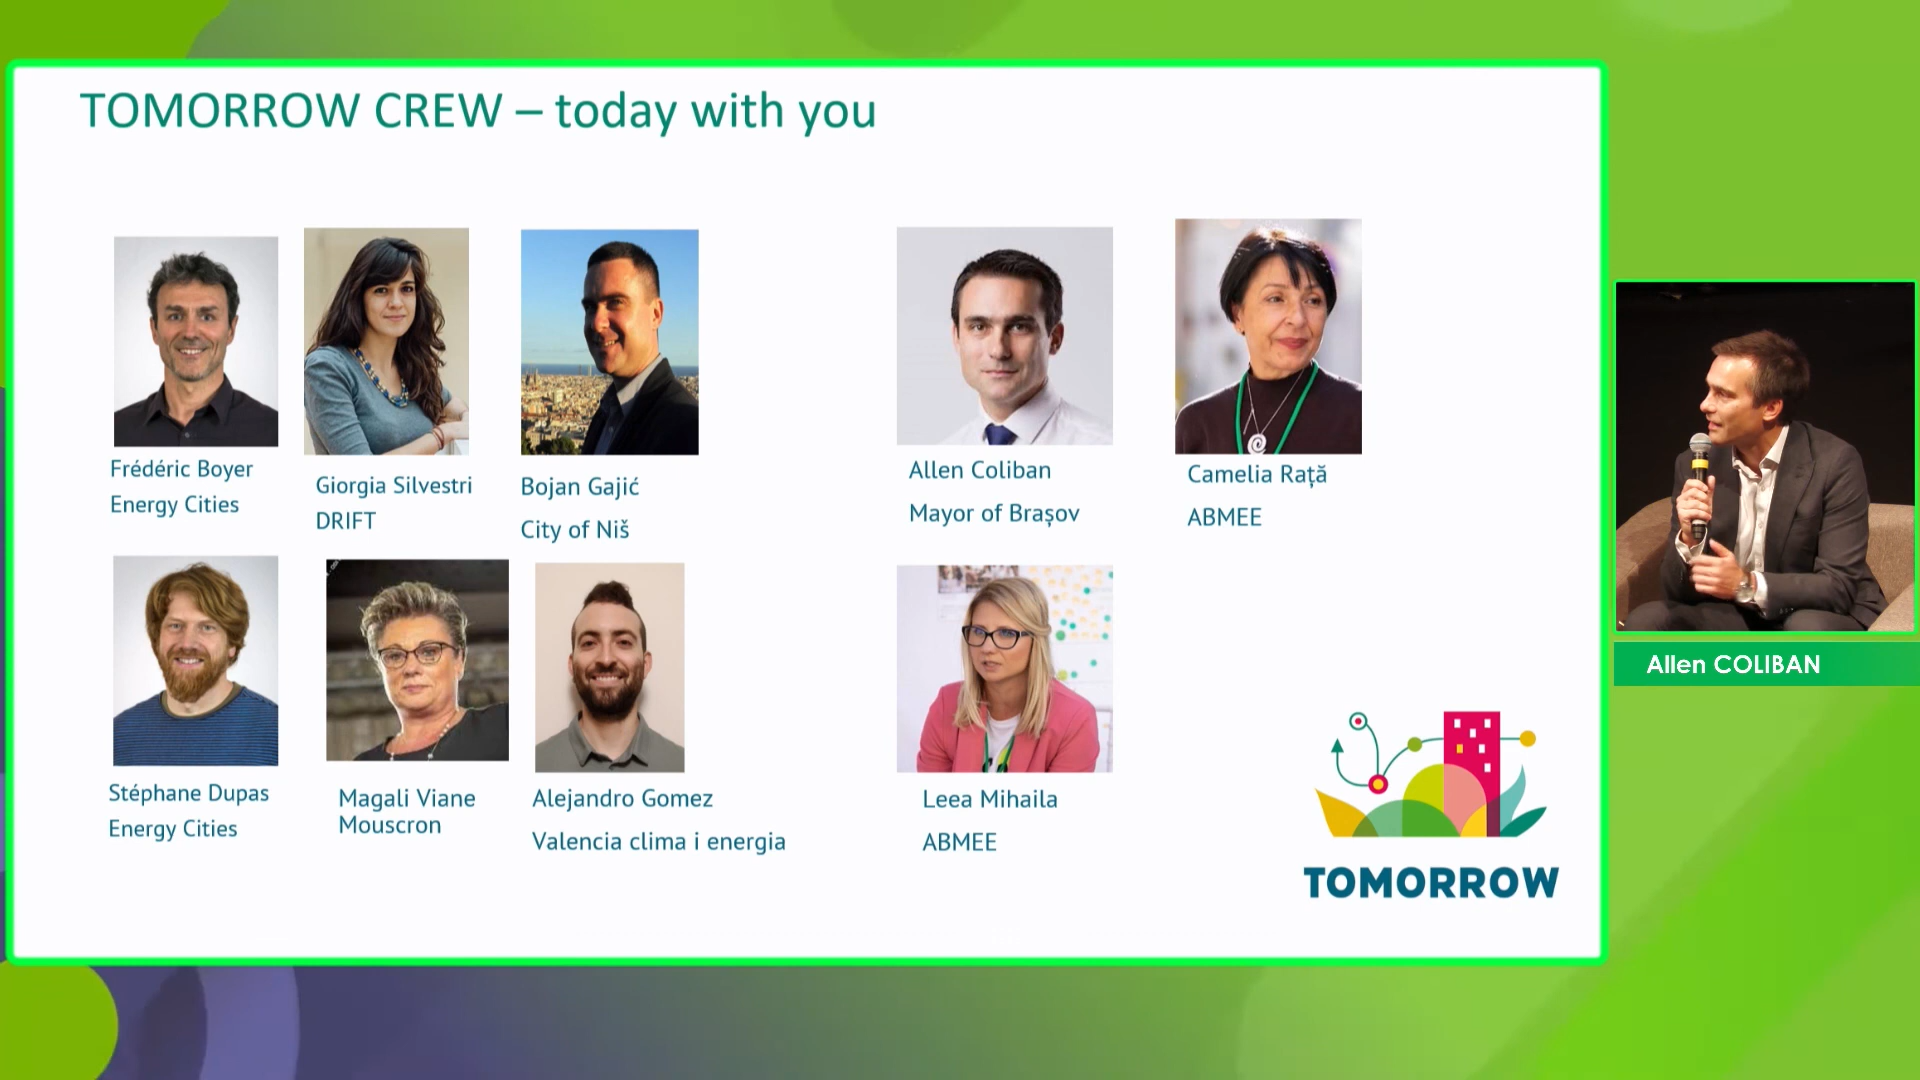 TOMORROW CREW – today with you
Frédéric Boyer
Energy Cities
Giorgia Silvestri
DRIFT
Bojan Gajić
City of Niš
Allen Coliban
Mayor of Brașov
Camelia Rață
ABMEE
Stéphane Dupas
Energy Cities
Magali Viane
Mouscron
Alejandro Gomez
Valencia clima i energia
Leea Mihaila
ABMEE
TOMORROW
Allen COLIBAN